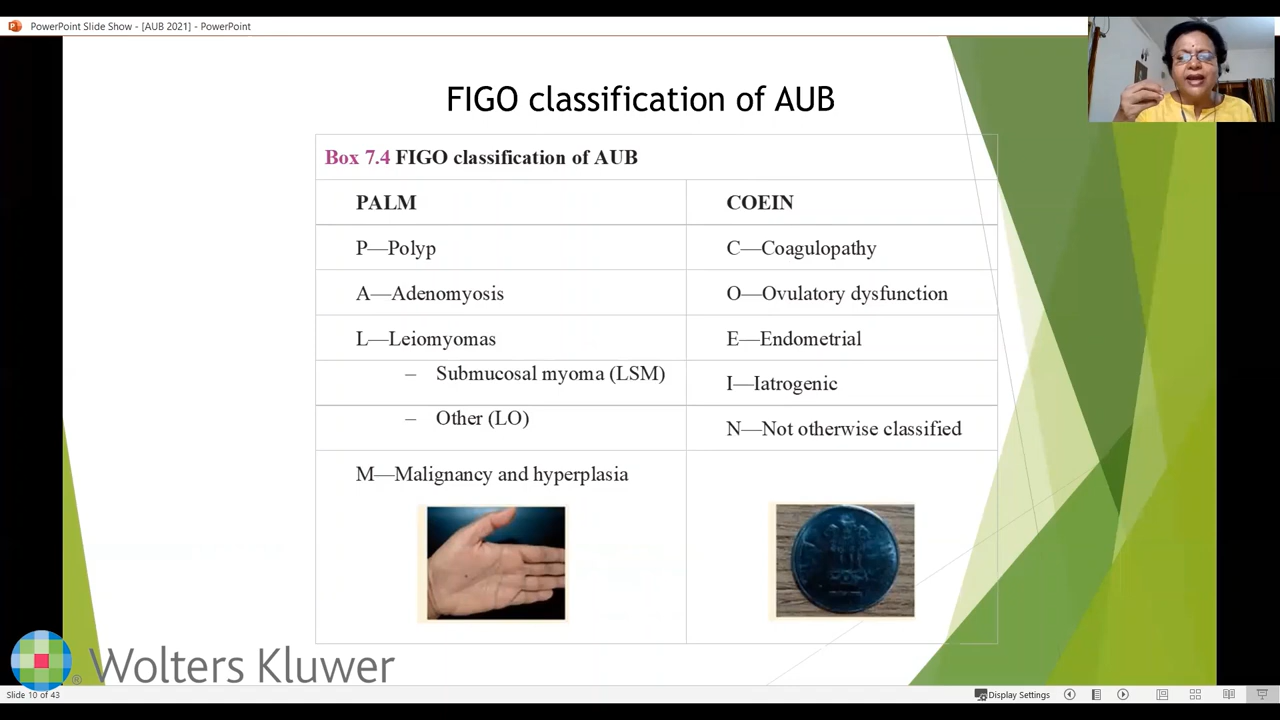 PowerPoint Slide Show - [AUB 2021] - PowerPoint
FIGO classification of AUB
Box 7.4 FIGO classification of AUB
PALM
COEIN
P—Polyp
C—Coagulopathy
A—Adenomyosis
O—Ovulatory dysfunction
L—Leiomyomas
E—Endometrial
– Submucosal myoma (LSM)
I—Iatrogenic
– Other (LO)
N—Not otherwise classified
M—Malignancy and hyperplasia
Wolters Kluwer
®
Slide 10 of 43
Display Settings